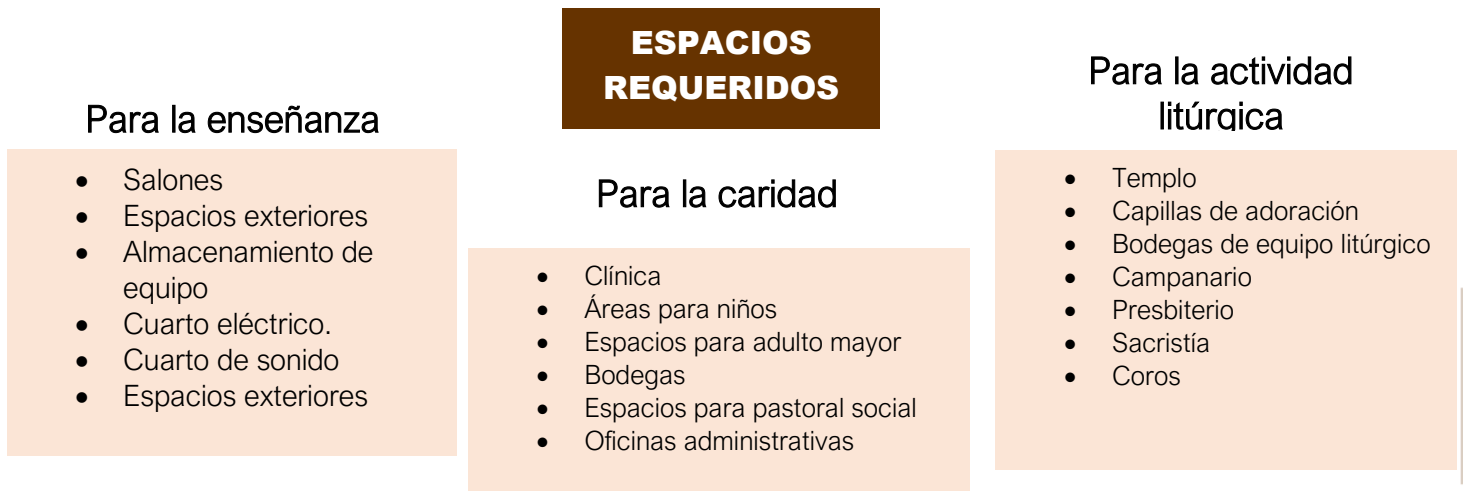 ESPACIOS
REQUERIDOS
Para la enseñanza
• Salones
• Espacios exteriores
• Almacenamiento de
equipo
• Cuarto eléctrico.
• Cuarto de sonido
• Espacios exteriores
Para la caridad
• Clínica
• Áreas para niños
• Espacios para adulto mayor
• Bodegas
• Espacios para pastoral social
• Oficinas administrativas
Para la actividad
litúrgica
• Templo
• Capillas de adoración
• Bodegas de equipo litúrgico
• Campanario
• Presbiterio
• Sacristía
• Coros